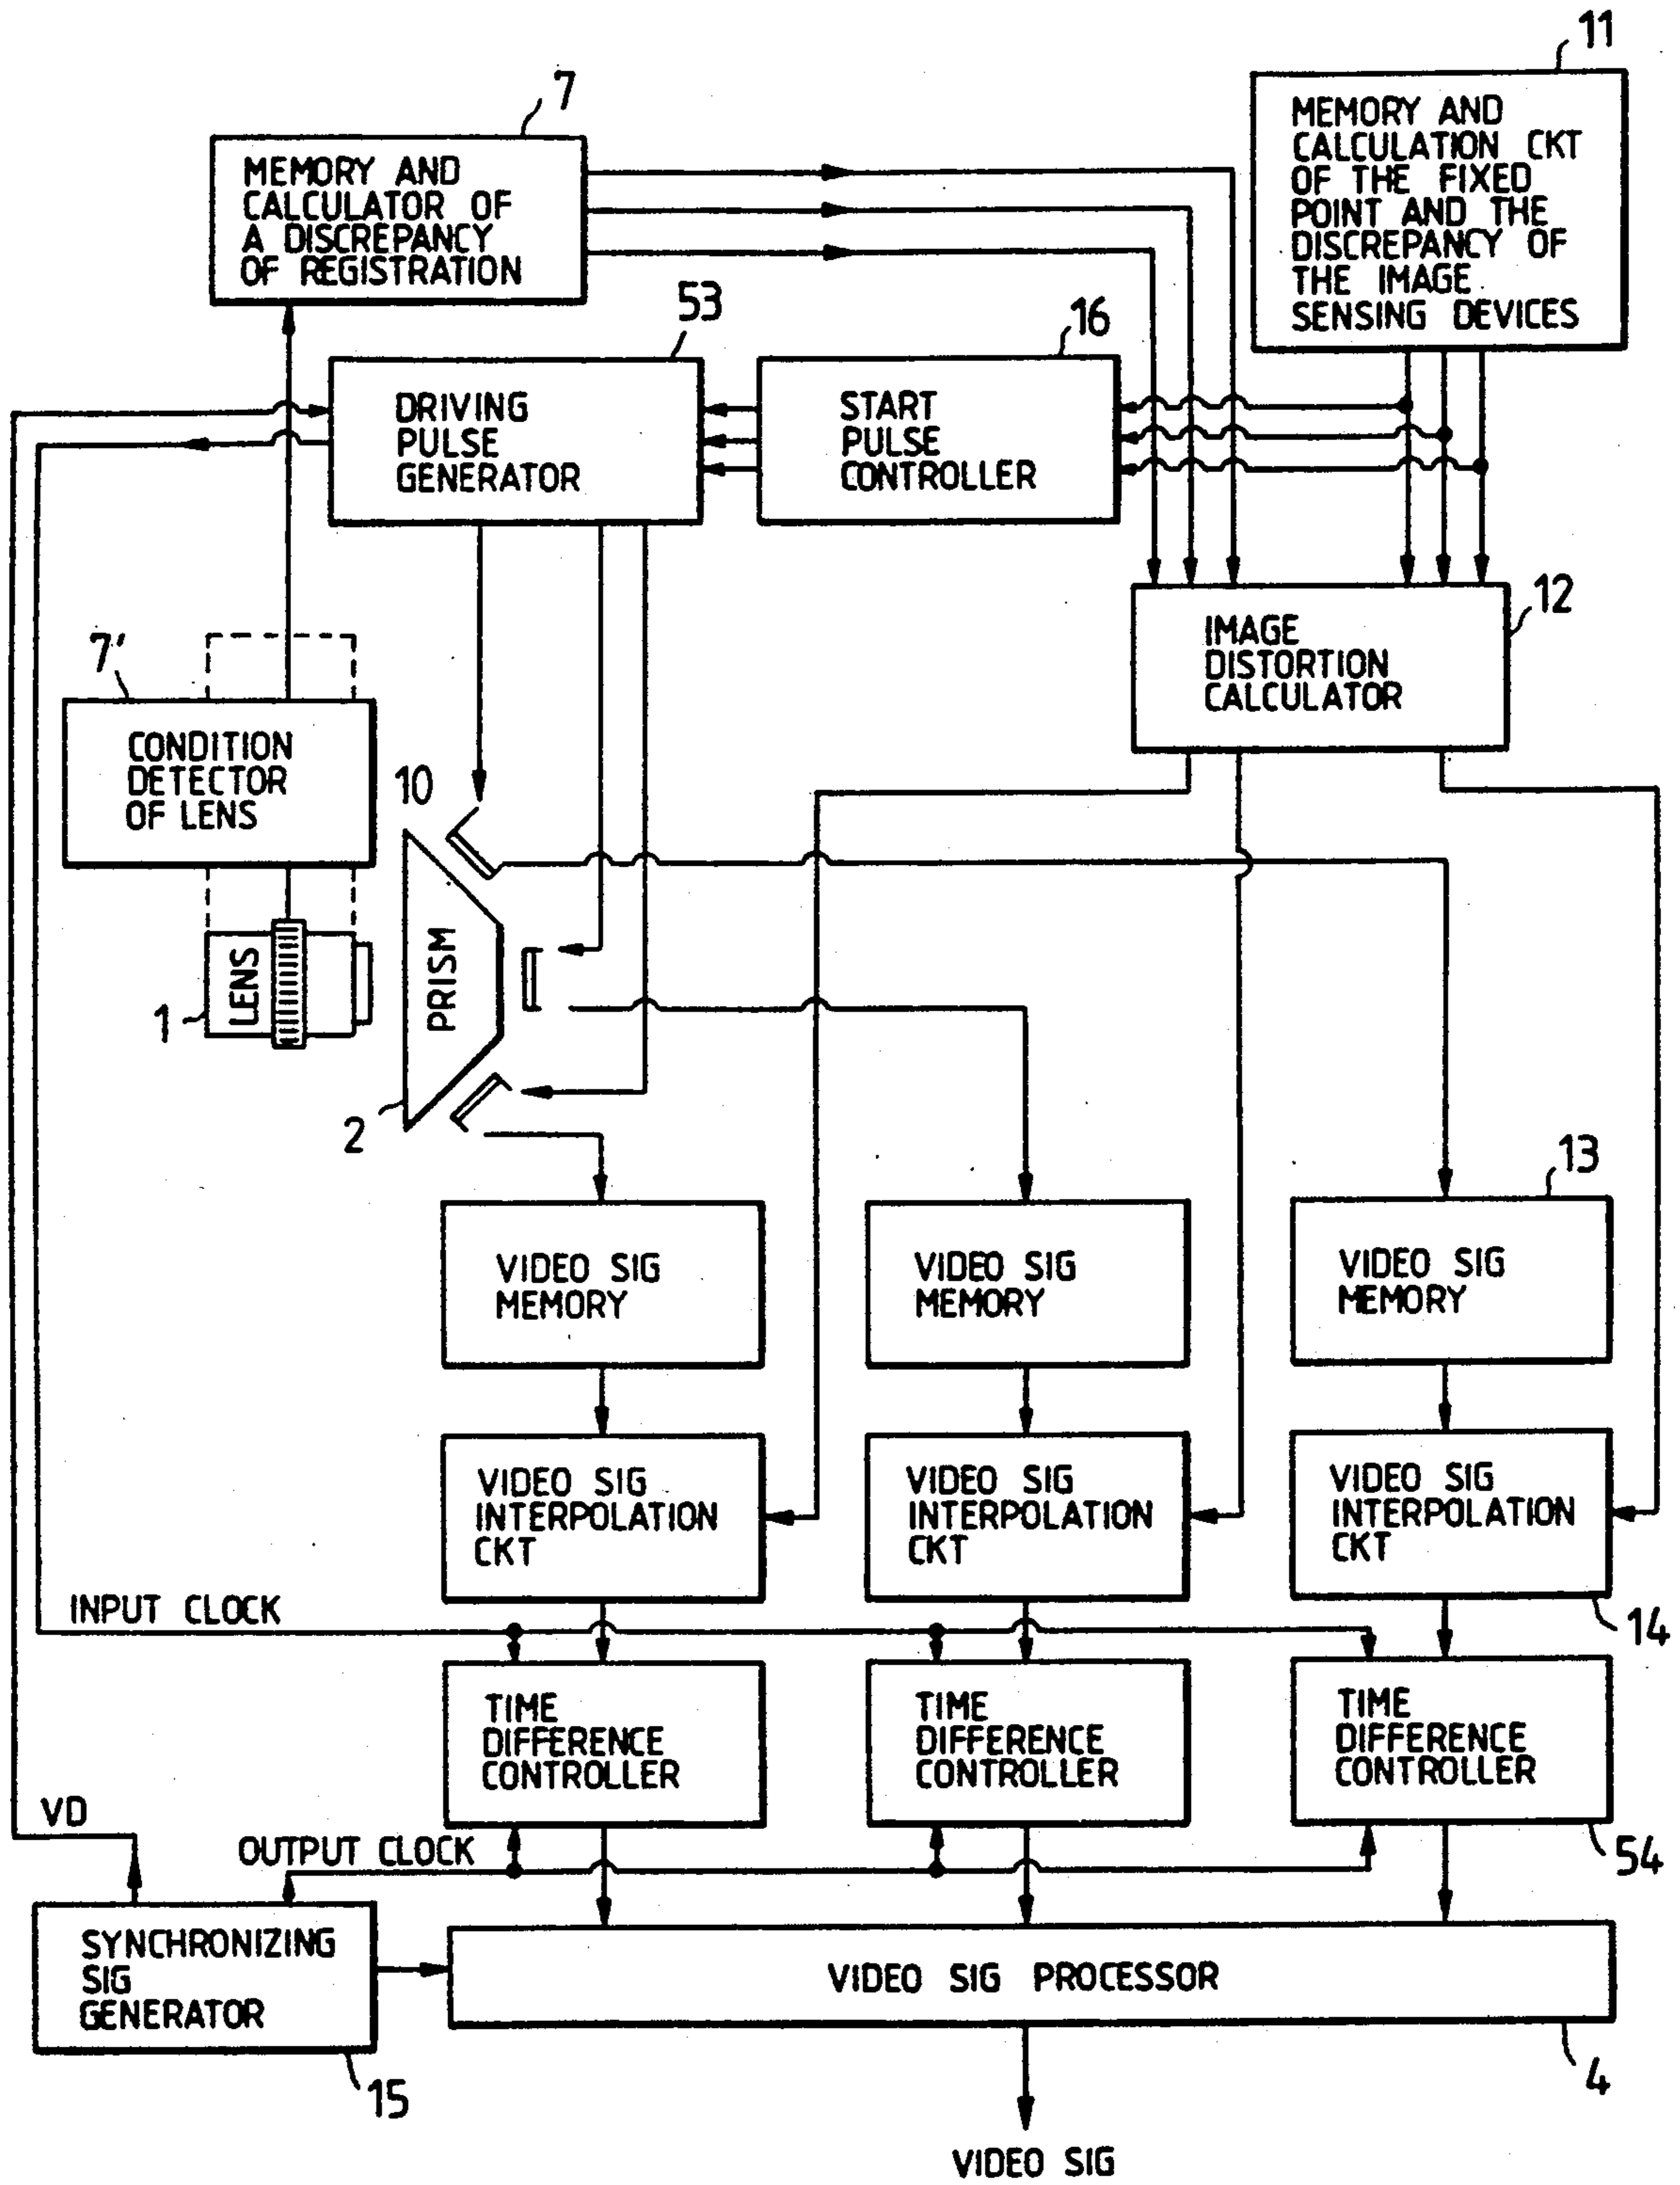 11
7
MEMORY AND
CALCULATION CKT
OF THE FIXED
POINT AND THE
DISCREPANCY OF
THE IMAGE
SENSING DEVICES
MEMORY AND
CALCULATOR OF
A DISCREPANCY
OF REGISTRATION
53
16
DRIVING
PULSE
GENERATOR
START
PULSE
CONTROLLER
12
IMAGE
DISTORTION
CALCULATOR
7'
CONDITION
DETECTOR
OF LENS
10
LENS
PRISM
1
2
13
VIDEO SIG
MEMORY
VIDEO SIG
MEMORY
VIDEO SIG
MEMORY
VIDEO SIG
INTERPOLATION
CKT
VIDEO SIG
INTERPOLATION
CKT
VIDEO SIG
INTERPOLATION
CKT
14
INPUT CLOCK
TIME
DIFFERENCE
CONTROLLER
TIME
DIFFERENCE
CONTROLLER
TIME
DIFFERENCE
CONTROLLER
54
VD
OUTPUT CLOCK
SYNCHRONIZING
SIG
GENERATOR
15
VIDEO SIG PROCESSOR
4
VIDEO SIG